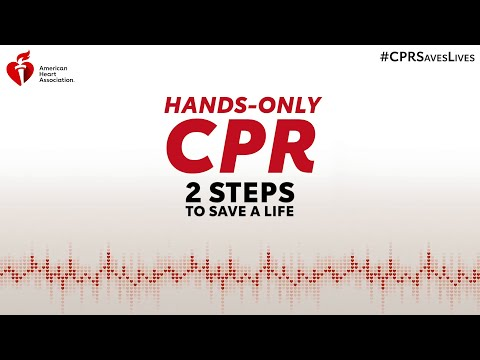 American
Heart
Association.
#CPRSavesLives
HANDS-ONLY
CPR
2 STEPS
TO SAVE A LIFE